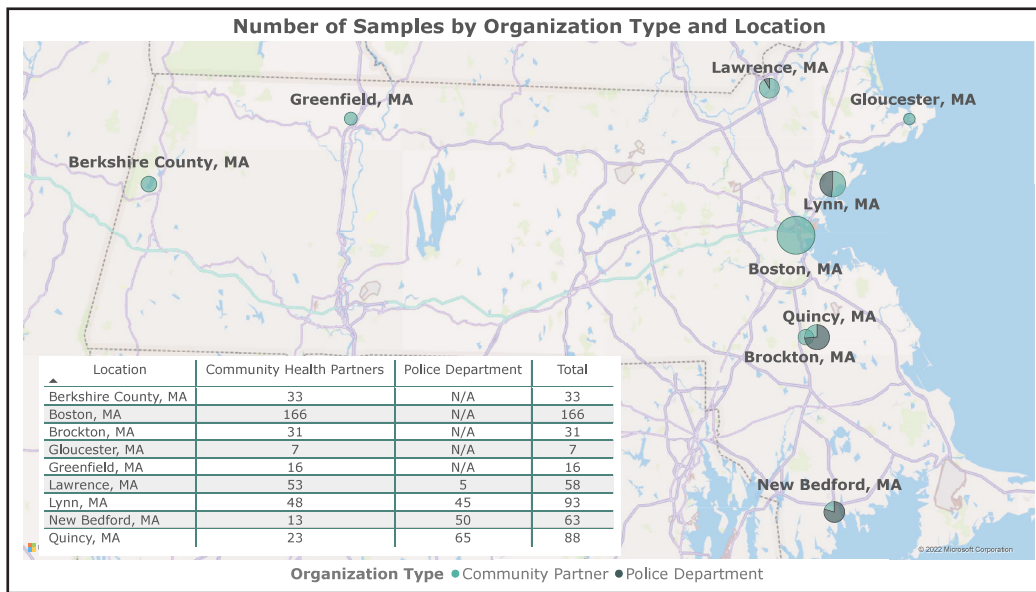 Number of Samples by Organization Type and Location
Lawrence, MA
Greenfield, MA
Gloucester, MA
Berkshire County, MA
Lynn, MA
Boston, MA
Quincy, MA
Brockton, MA
New Bedford, MA
Location Community Health Partners Police Department Total
Berkshire County, MA 33 N/A 33
Boston, MA 166 N/A 166
Brockton, MA 31 N/A 31
Gloucester, MA 7 N/A 7
Greenfield, MA 16 N/A 16
Lawrence, MA 53 5 58
Lynn, MA 48 45 93
New Bedford, MA 13 50 63
Quincy, MA 23 65 88
© 2022 Microsoft Corporation
Organization Type Community Partner Police Department